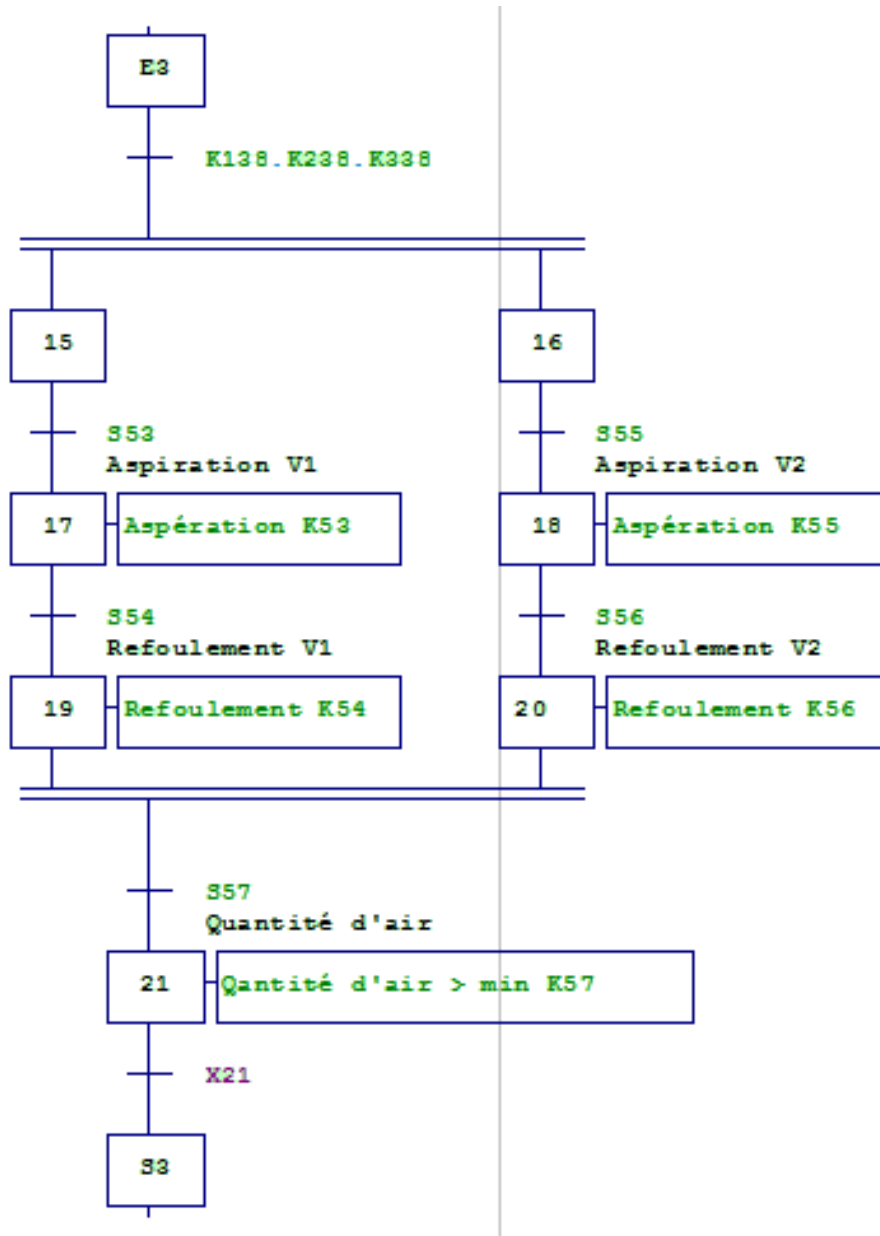 E3
K138.K238.K338
15 16
S53 S55
Aspiration V1 Aspiration V2
17 Aspération K53 18 Aspération K55
S54 S56
Refoulement V1 Refoulement V2
19 Refoulement K54 20 Refoulement K56
S57
Quantité d'air
21 Qantité d'air > min K57
X21
S3